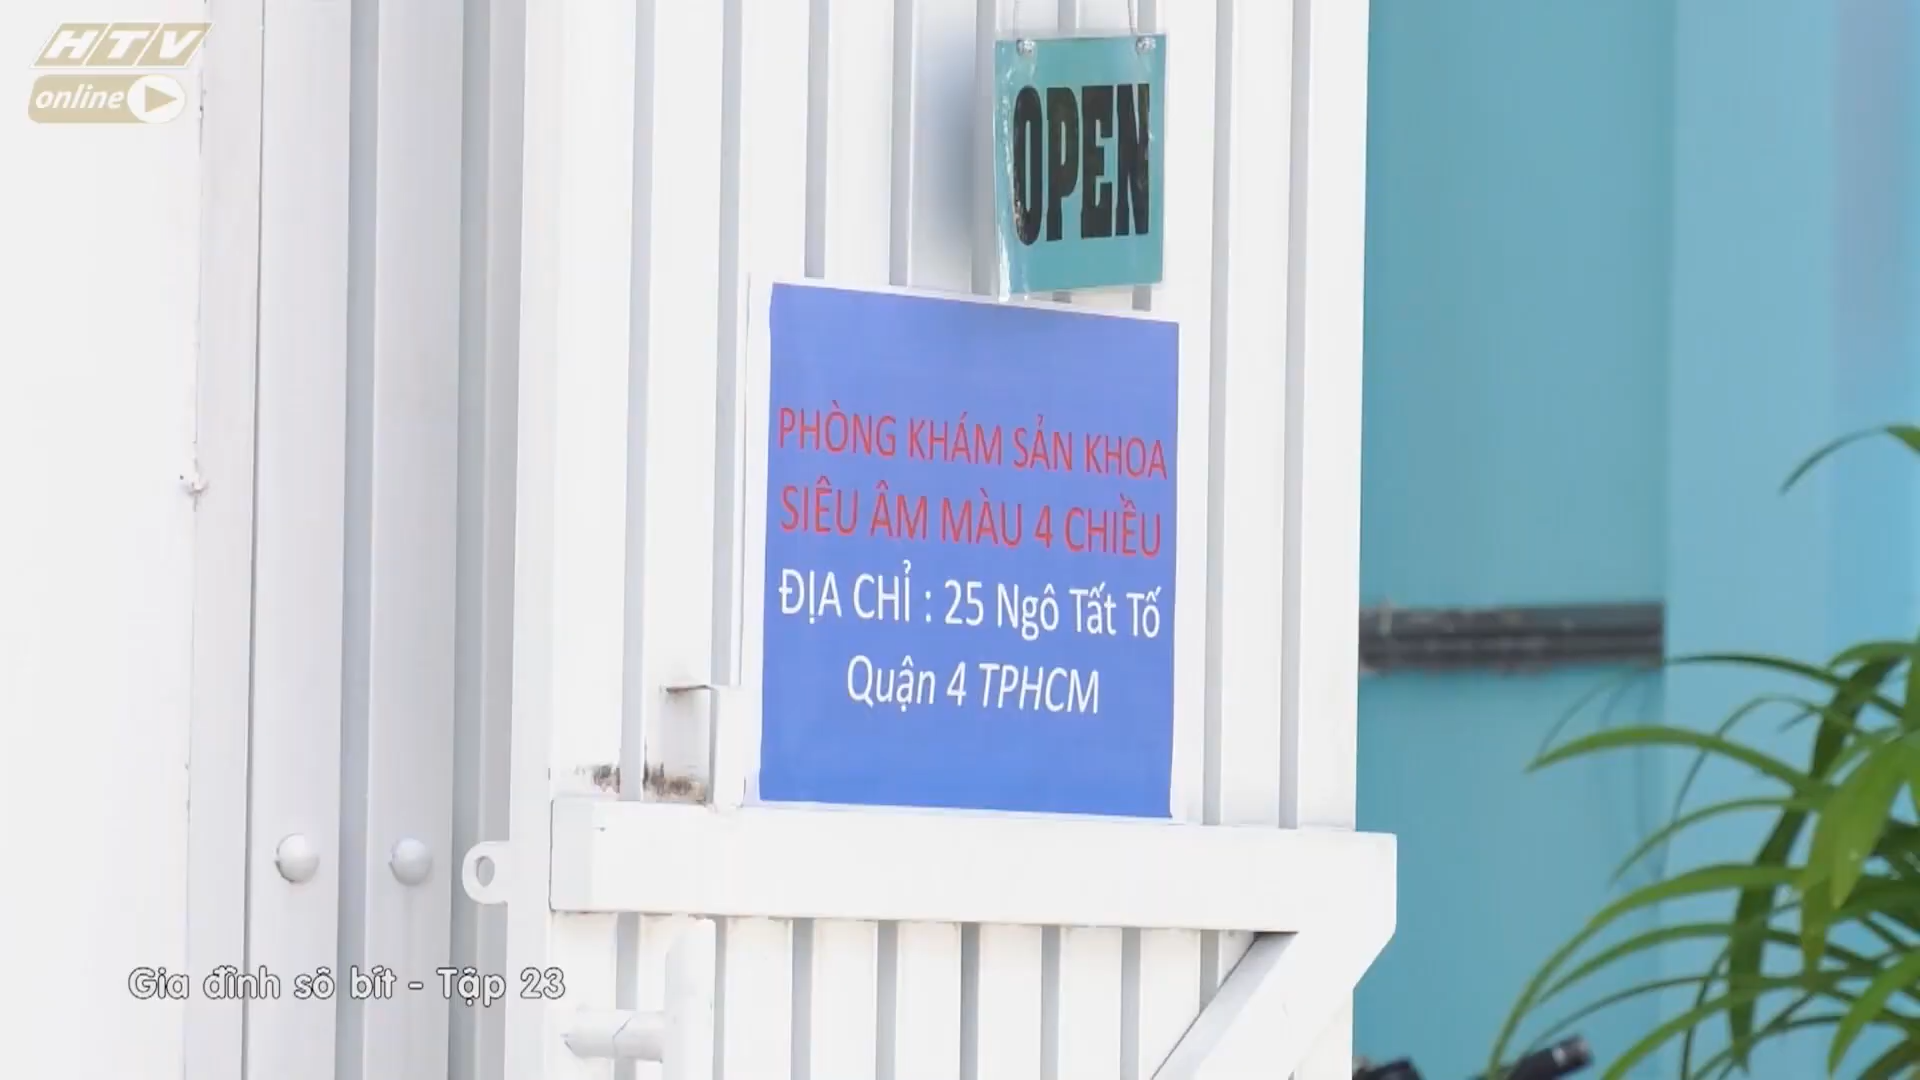 HTV
online
OPEN
PHÒNG KHÁM SẢN KHOA
SIÊU ÂM MÀU 4 CHIỀU
ĐỊA CHỈ : 25 Ngô Tất Tố
Quận 4 TPHCM
Gia đình sô bít - Tập 23